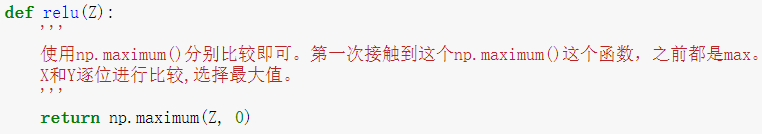 def relu(Z):
'''
使用np.maximum()分别比较即可。第一次接触到这个np.maximum()这个函数，之前都是max。
X和Y逐位进行比较,选择最大值。
'''
return np.maximum(Z, 0)